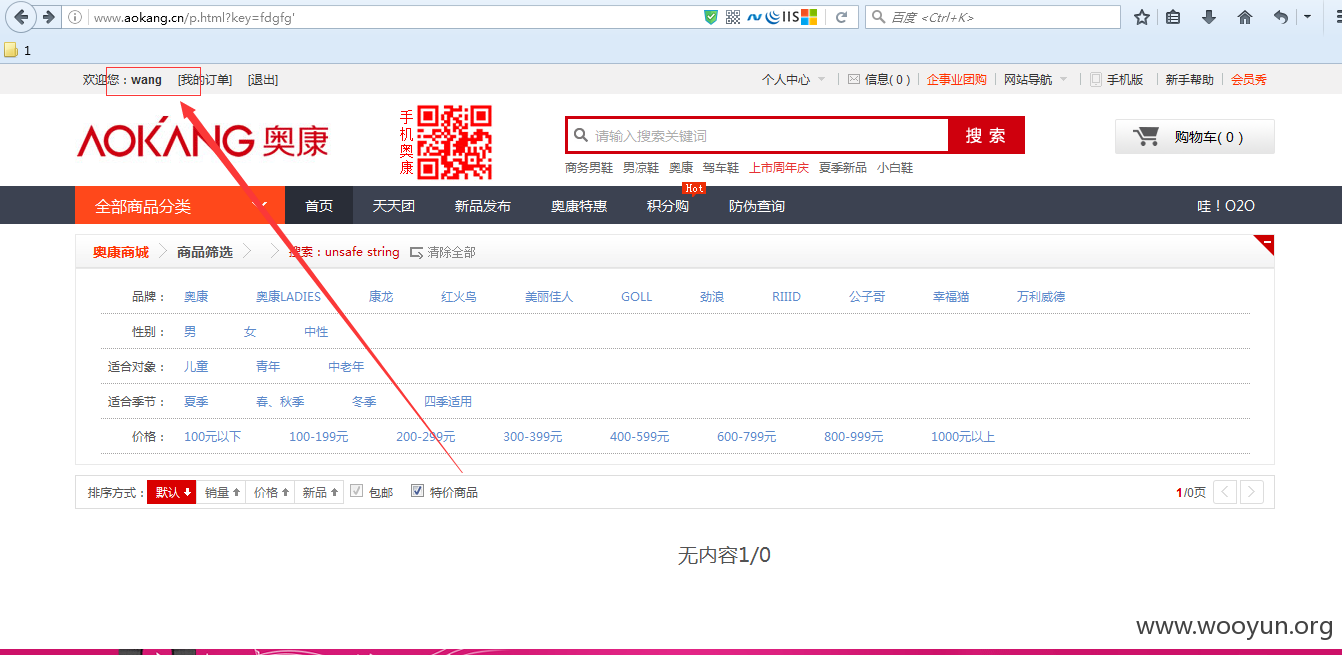 www.aokang.cn/p.html?key=fdgfg'
IIS
百度 <Ctrl+K>
1
欢迎您：wang [我的订单] [退出]
个人中心 信息( 0 ) 企事业团购 网站导航 手机版 新手帮助 会员秀
AOKANG 奥康
手机奥康
请输入搜索关键词
搜 索
购物车( 0 )
商务男鞋 男凉鞋 奥康 驾车鞋 上市周年庆 夏季新品 小白鞋
Hot
全部商品分类 首页 天天团 新品发布 奥康特惠 积分购 防伪查询 哇！O2O
奥康商城 商品筛选 搜索：unsafe string 清除全部
品牌： 奥康 奥康LADIES 康龙 红火鸟 美丽佳人 GOLL 劲浪 RIIID 公子哥 幸福猫 万利威德
性别： 男 女 中性
适合对象： 儿童 青年 中老年
适合季节： 夏季 春、秋季 冬季 四季适用
价格： 100元以下 100-199元 200-299元 300-399元 400-599元 600-799元 800-999元 1000元以上
排序方式： 默认 销量 价格 新品 包邮 特价商品 1/0页
无内容1/0
www.wooyun.org